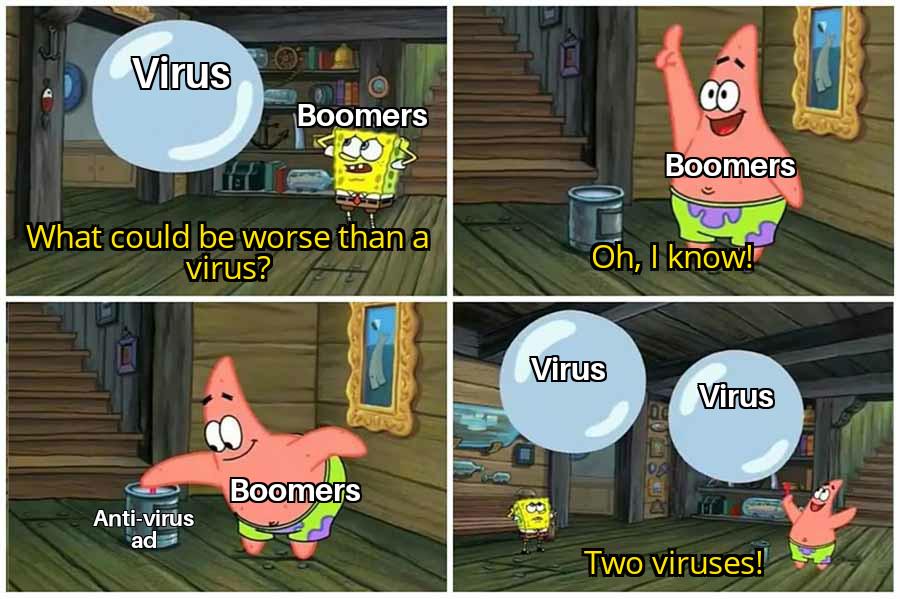 Virus
Boomers
What could be worse than a
virus?
Boomers
Oh, I know!
Boomers
Anti-virus
ad
Virus
Virus
Two viruses!